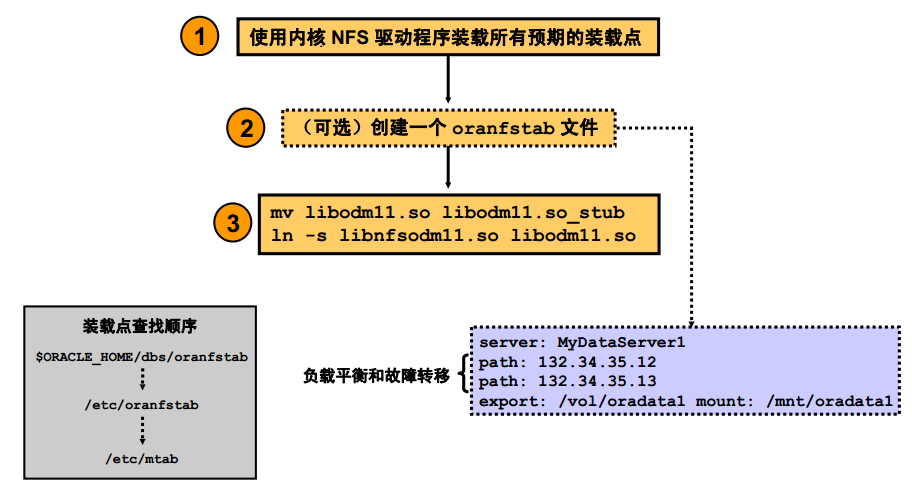 1
使用内核 NFS 驱动程序装载所有预期的装载点
2
（可选）创建一个 oranfstab 文件
3
mv libodm11.so libodm11.so_stub
ln -s libnfsodm11.so libodm11.so
装载点查找顺序
$ORACLE_HOME/dbs/oranfstab
/etc/oranfstab
/etc/mtab
负载平衡和故障转移
server: MyDataServer1
path: 132.34.35.12
path: 132.34.35.13
export: /vol/oradata1 mount: /mnt/oradata1